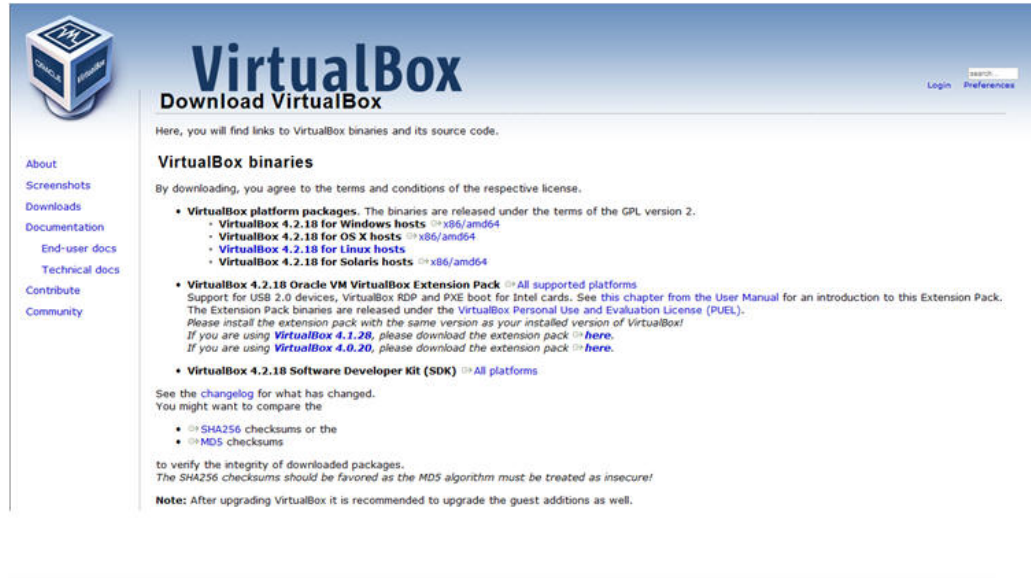 ORACLE
VirtualBox
VirtualBox
search...
Login Preferences
Download VirtualBox
Here, you will find links to VirtualBox binaries and its source code.
About
Screenshots
Downloads
Documentation
End-user docs
Technical docs
Contribute
Community
VirtualBox binaries
By downloading, you agree to the terms and conditions of the respective license.
• VirtualBox platform packages. The binaries are released under the terms of the GPL version 2.
◦ VirtualBox 4.2.18 for Windows hosts x86/amd64
◦ VirtualBox 4.2.18 for OS X hosts x86/amd64
◦ VirtualBox 4.2.18 for Linux hosts
◦ VirtualBox 4.2.18 for Solaris hosts x86/amd64
• VirtualBox 4.2.18 Oracle VM VirtualBox Extension Pack All supported platforms
Support for USB 2.0 devices, VirtualBox RDP and PXE boot for Intel cards. See this chapter from the User Manual for an introduction to this Extension Pack.
The Extension Pack binaries are released under the VirtualBox Personal Use and Evaluation License (PUEL).
Please install the extension pack with the same version as your installed version of VirtualBox!
If you are using VirtualBox 4.1.28, please download the extension pack here.
If you are using VirtualBox 4.0.20, please download the extension pack here.
• VirtualBox 4.2.18 Software Developer Kit (SDK) All platforms
See the changelog for what has changed.
You might want to compare the
• SHA256 checksums or the
• MD5 checksums
to verify the integrity of downloaded packages.
The SHA256 checksums should be favored as the MD5 algorithm must be treated as insecure!
Note: After upgrading VirtualBox it is recommended to upgrade the guest additions as well.